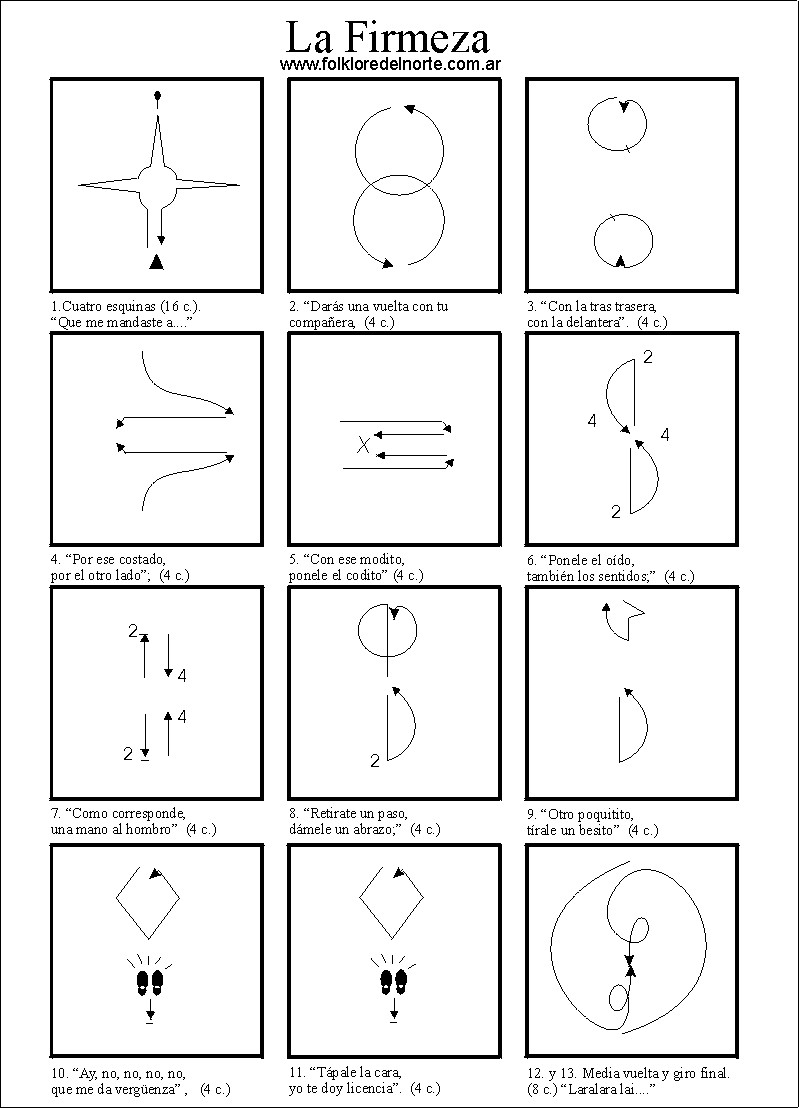 La Firmeza
www.folkloredelnorte.com.ar
1.Cuatro esquinas (16 c.).
“Que me mandaste a....”
2. “Darás una vuelta con tu
compañera, (4 c.)
3. “Con la tras trasera,
con la delantera”. (4 c.)
4. “Por ese costado,
por el otro lado”; (4 c.)
X
5. “Con ese modito,
ponele el codito” (4 c.)
2
4
4
2
6. “Ponele el oído,
también los sentidos;” (4 c.)
2
4
4
2
7. “Como corresponde,
una mano al hombro” (4 c.)
2
8. “Retirate un paso,
dámele un abrazo;” (4 c.)
9. “Otro poquitito,
tírale un besito” (4 c.)
10. “Ay, no, no, no, no,
que me da vergüenza” , (4 c.)
11. “Tápale la cara,
yo te doy licencia”. (4 c.)
12. y 13. Media vuelta y giro final.
(8 c.) “Laralara lai....”